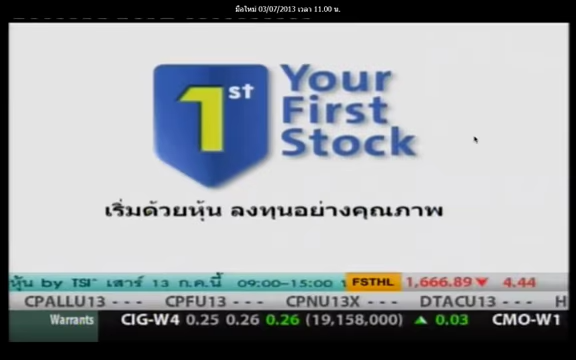 มือใหม่ 03/07/2013 เวลา 11.00 น.
1st
Your
First
Stock
เริ่มด้วยหุ้น ลงทุนอย่างคุณภาพ
หุ้น by TSI เสาร์ 13 ก.ค.นี้ 09:00-15:00 FSTHL 1,666.89 ▼ 4.44
CPALLU13 - - - CPFU13 - - - CPNU13X - - - DTACU13 - - - H
Warrants CIG-W4 0.25 0.26 0.26 (19,158,000) ▲ 0.03 CMO-W1